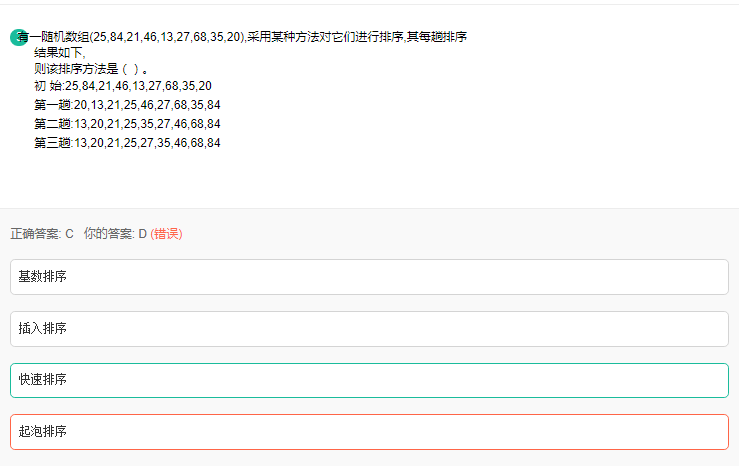 3有一随机数组(25,84,21,46,13,27,68,35,20),采用某种方法对它们进行排序,其每趟排序
结果如下,
则该排序方法是 ( ) 。
初 始:25,84,21,46,13,27,68,35,20
第一趟:20,13,21,25,46,27,68,35,84
第二趟:13,20,21,25,35,27,46,68,84
第三趟:13,20,21,25,27,35,46,68,84
正确答案: C 你的答案: D (错误)
基数排序
插入排序
快速排序
起泡排序